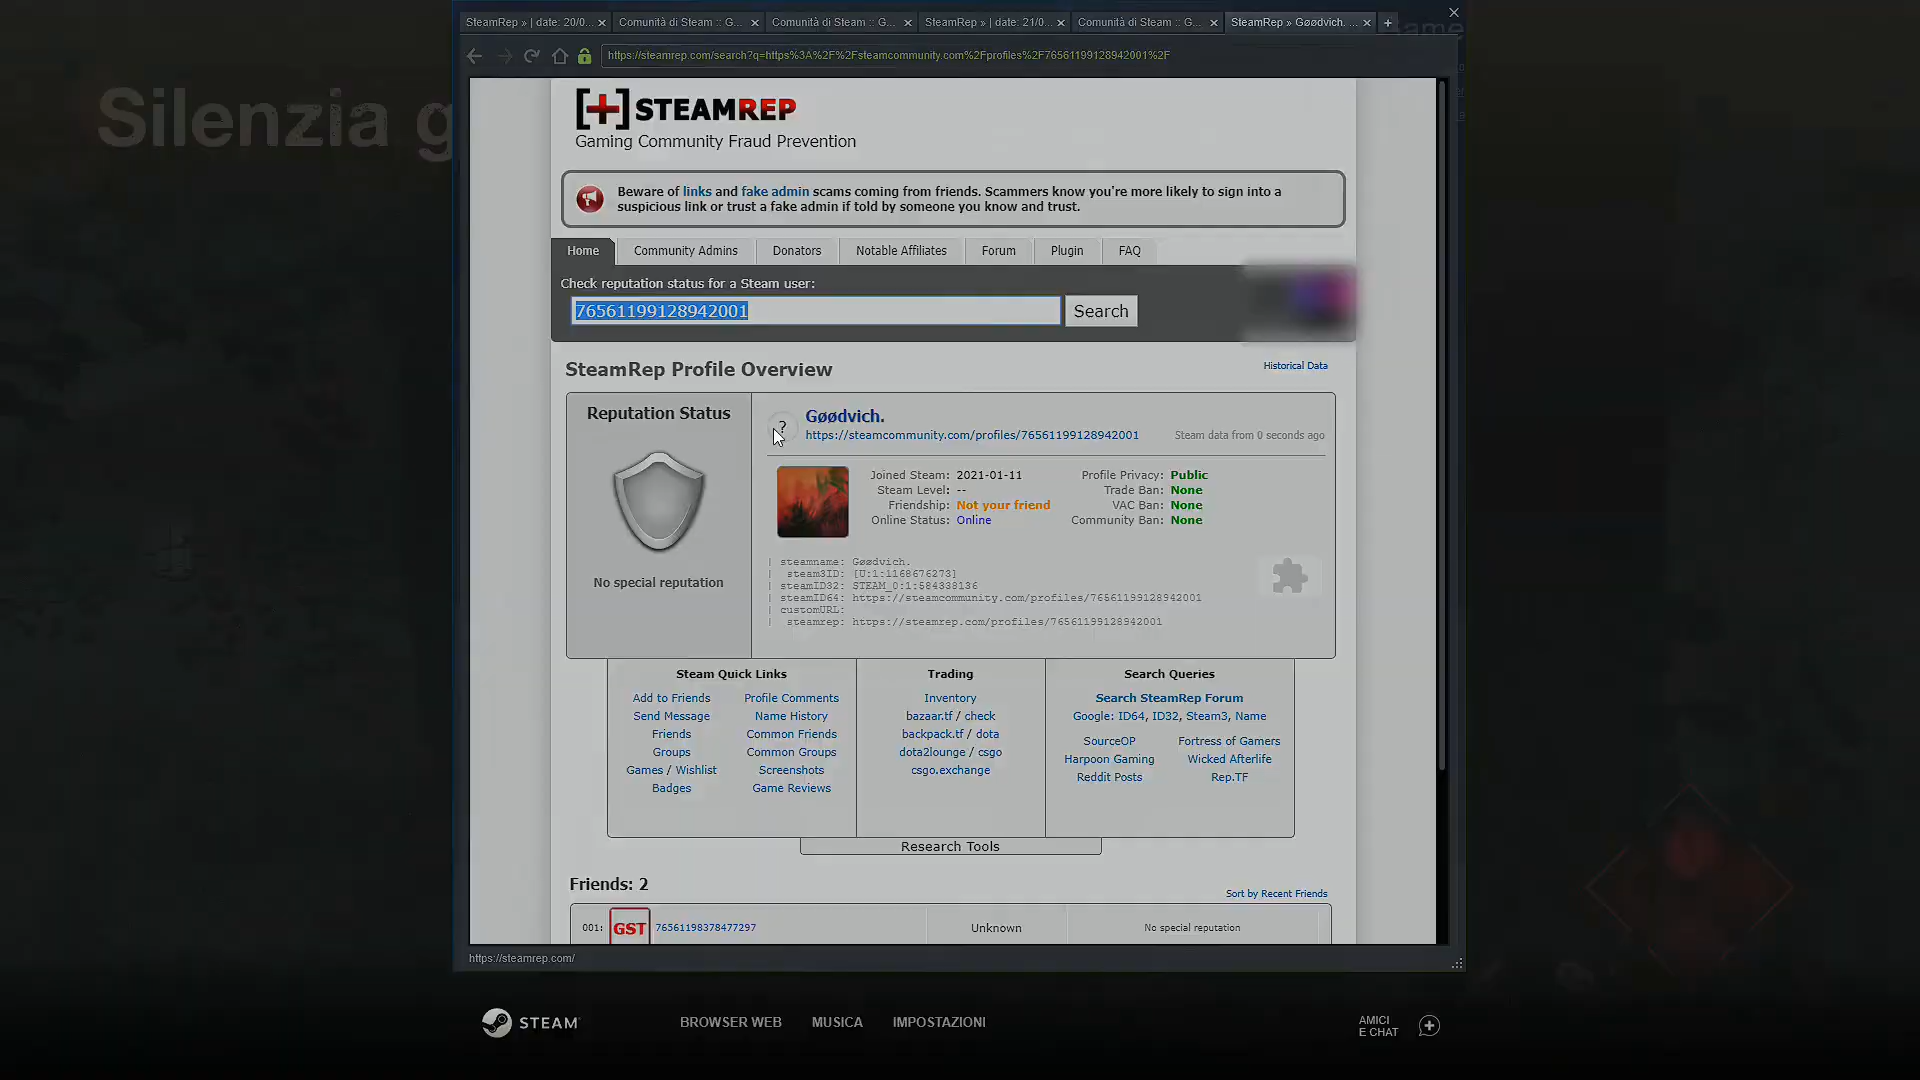 SteamRep » | date: 20/0... ×
Comunità di Steam :: G... ×
Comunità di Steam :: G... ×
SteamRep » | date: 21/0... ×
Comunità di Steam :: G... ×
SteamRep » Gøødvich. ... ×
+
Silenzia g
https://steamrep.com/search?q=https%3A%2F%2Fsteamcommunity.com%2Fprofiles%2F76561199128942001%2F
[+] STEAMREP
Gaming Community Fraud Prevention
Beware of links and fake admin scams coming from friends. Scammers know you're more likely to sign into a
suspicious link or trust a fake admin if told by someone you know and trust.
Home Community Admins Donators Notable Affiliates Forum Plugin FAQ
Check reputation status for a Steam user:
76561199128942001 Search
SteamRep Profile Overview
Historical Data
Reputation Status
No special reputation
?
Gøødvich.
https://steamcommunity.com/profiles/76561199128942001
Steam data from 0 seconds ago
Joined Steam: 2021-01-11
Steam Level: --
Friendship: Not your friend
Online Status: Online
Profile Privacy: Public
Trade Ban: None
VAC Ban: None
Community Ban: None
| steamname: Gøødvich.
| steam3ID: [U:1:1168676273]
| steamID32: STEAM_0:1:584338136
| steamID64: https://steamcommunity.com/profiles/76561199128942001
| customURL:
| steamrep: https://steamrep.com/profiles/76561199128942001
Steam Quick Links
Add to Friends Profile Comments
Send Message Name History
Friends Common Friends
Groups Common Groups
Games / Wishlist Screenshots
Badges Game Reviews
Trading
Inventory
bazaar.tf / check
backpack.tf / dota
dota2lounge / csgo
csgo.exchange
Search Queries
Search SteamRep Forum
Google: ID64, ID32, Steam3, Name
SourceOP Fortress of Gamers
Harpoon Gaming Wicked Afterlife
Reddit Posts Rep.TF
Research Tools
Friends: 2
Sort by Recent Friends
001: GST 76561198378477297 Unknown No special reputation
https://steamrep.com/
STEAM
BROWSER WEB MUSICA IMPOSTAZIONI
AMICI
E CHAT